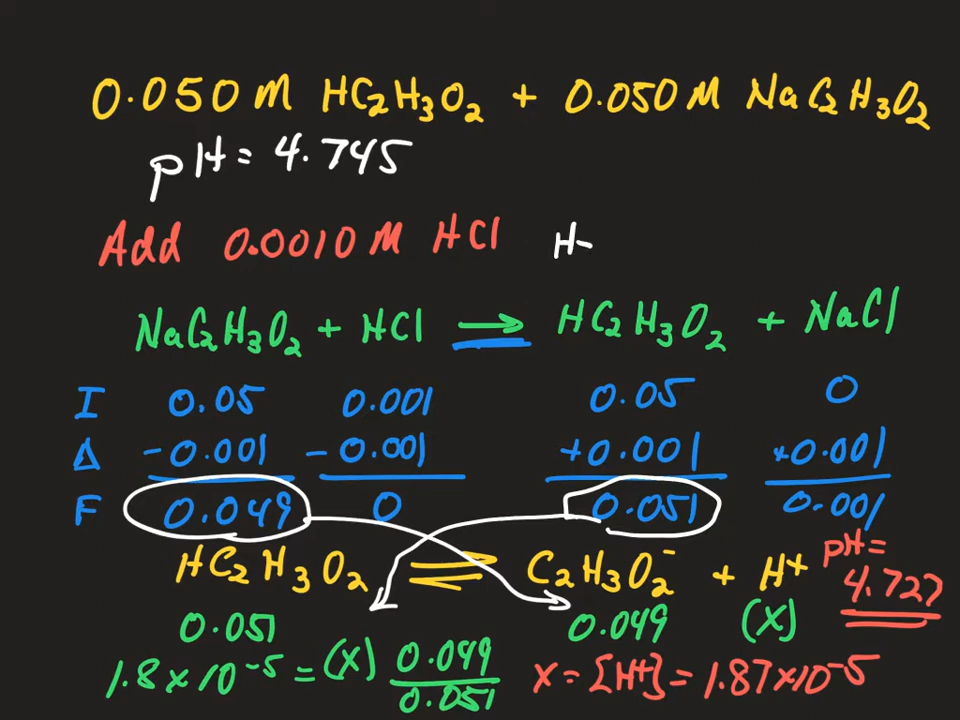 0.050 M HC₂H₃O₂ + 0.050 M NaC₂H₃O₂
pH = 4.745
Add 0.0010 M HCl H-
NaC₂H₃O₂ + HCl → HC₂H₃O₂ + NaCl
I 0.05 0.001 0.05 0
Δ -0.001 -0.001 +0.001 +0.001
F 0.049 0 0.051 0.001
HC₂H₃O₂ ⇌ C₂H₃O₂⁻ + H⁺
pH =
4.727
0.051 0.049 (x)
1.8 x 10⁻⁵ = (x) 0.049/0.051 x = [H+] = 1.87x10⁻⁵